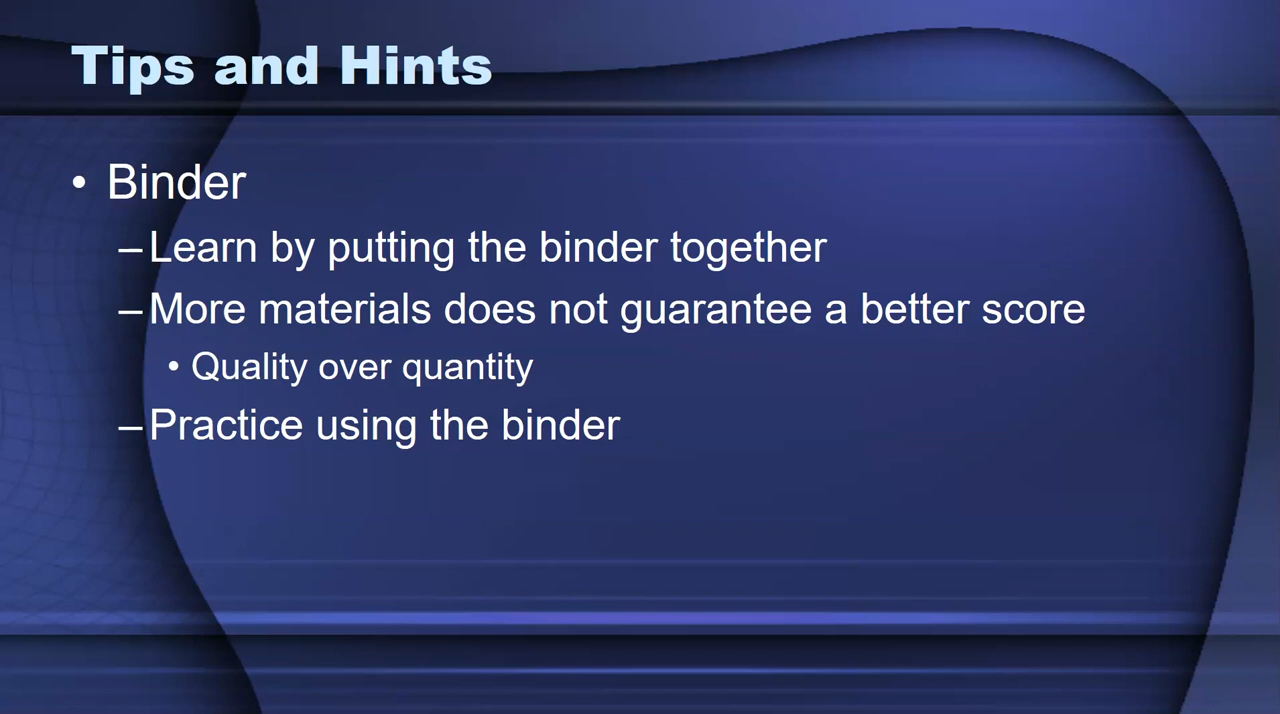 Tips and Hints
• Binder
– Learn by putting the binder together
– More materials does not guarantee a better score
• Quality over quantity
– Practice using the binder